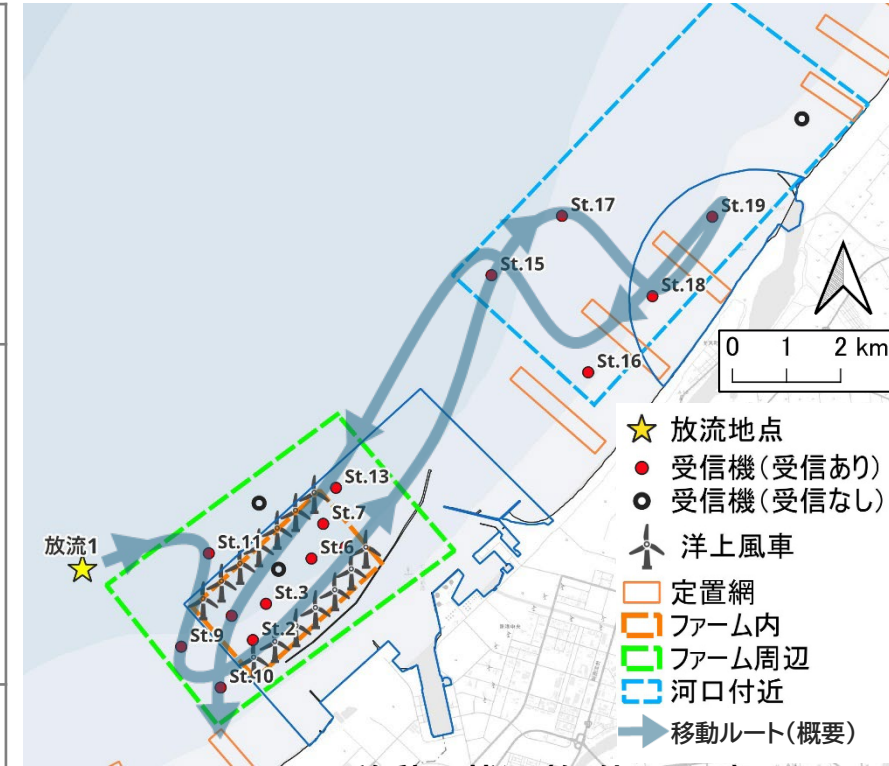 St.17
St.19
St.15
St.18
0 1 2 km
St.16
放流地点
受信機(受信あり)
受信機(受信なし)
洋上風車
定置網
ファーム内
ファーム周辺
河口付近
移動ルート(概要)
St.13
St.7
放流1
St.11
St.6
St.3
St.9
St.2
St.10